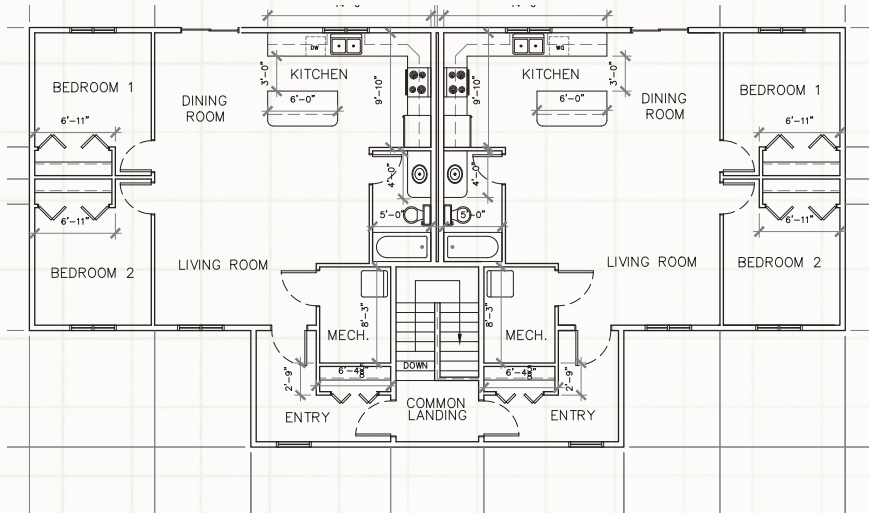 DW
DW
KITCHEN
KITCHEN
3'-0"
9'-10"
9'-10"
3'-0"
BEDROOM 1
BEDROOM 1
6'-0"
6'-0"
DINING
ROOM
DINING
ROOM
6'-11"
6'-11"
4'-0"
4'-0"
5'-0"
5'-0"
6'-11"
6'-11"
LIVING ROOM
LIVING ROOM
BEDROOM 2
BEDROOM 2
8'-3"
8'-3"
MECH.
MECH.
DOWN
6'-4"
6'-4"
2'-9"
2'-9"
ENTRY
COMMON
LANDING
ENTRY